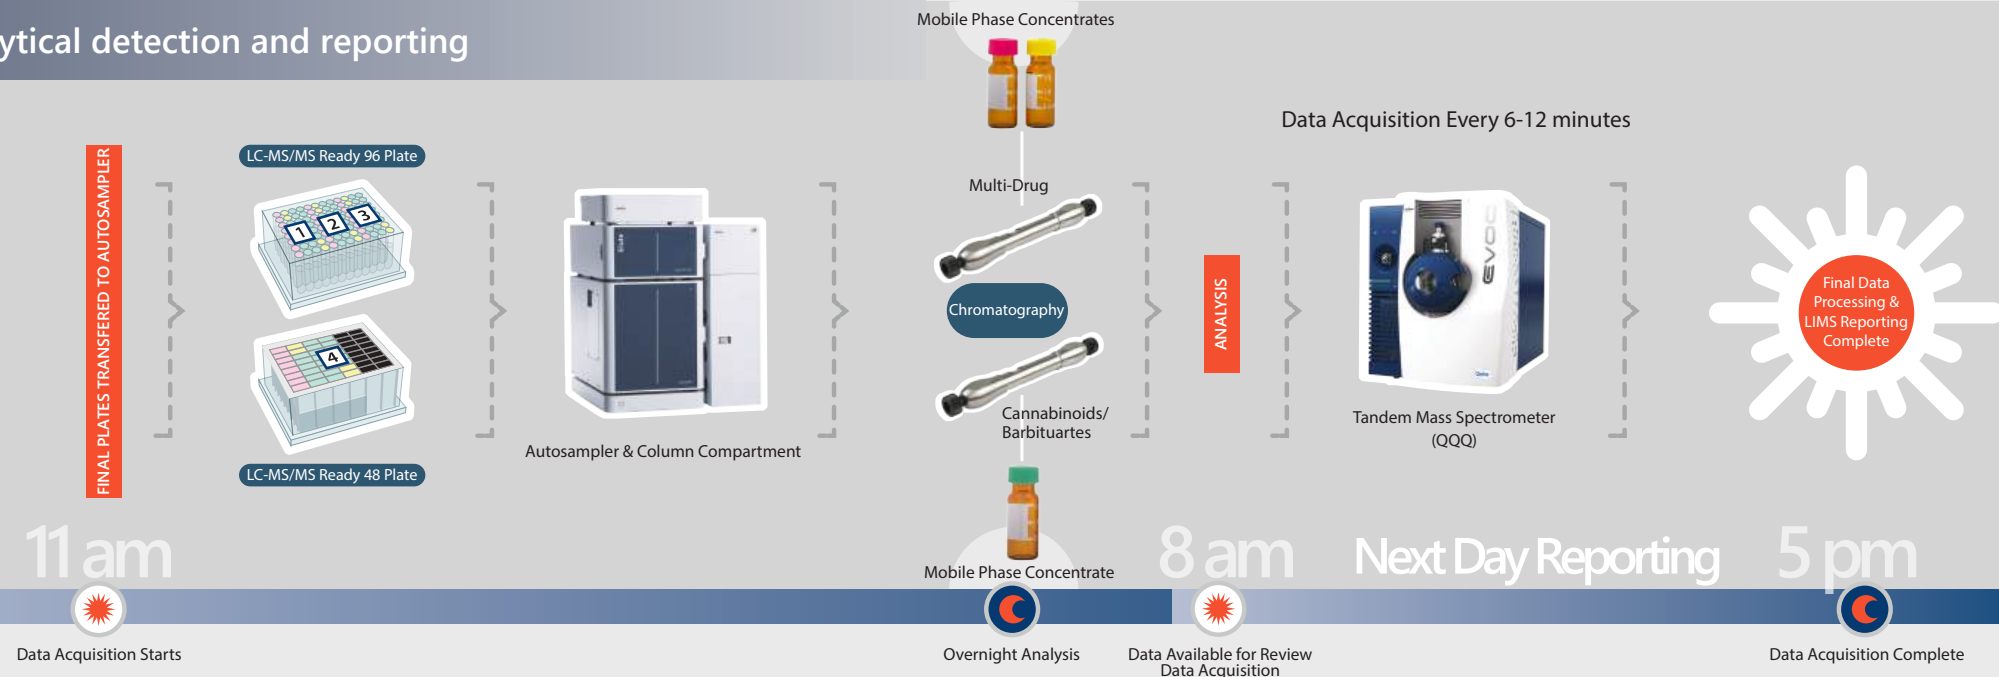 ytical detection and reporting
Mobile Phase Concentrates
Data Acquisition Every 6-12 minutes
FINAL PLATES TRANSFERED TO AUTOSAMPLER
LC-MS/MS Ready 96 Plate
1 2 3
4
LC-MS/MS Ready 48 Plate
Autosampler & Column Compartment
Multi-Drug
Chromatography
Cannabinoids/
Barbituartes
Mobile Phase Concentrate
ANALYSIS
EVOQ
Tandem Mass Spectrometer
(QQQ)
Final Data
Processing &
LIMS Reporting
Complete
11 am
8 am
Next Day Reporting
5 pm
Data Acquisition Starts
Overnight Analysis
Data Available for Review
Data Acquisition
Data Acquisition Complete